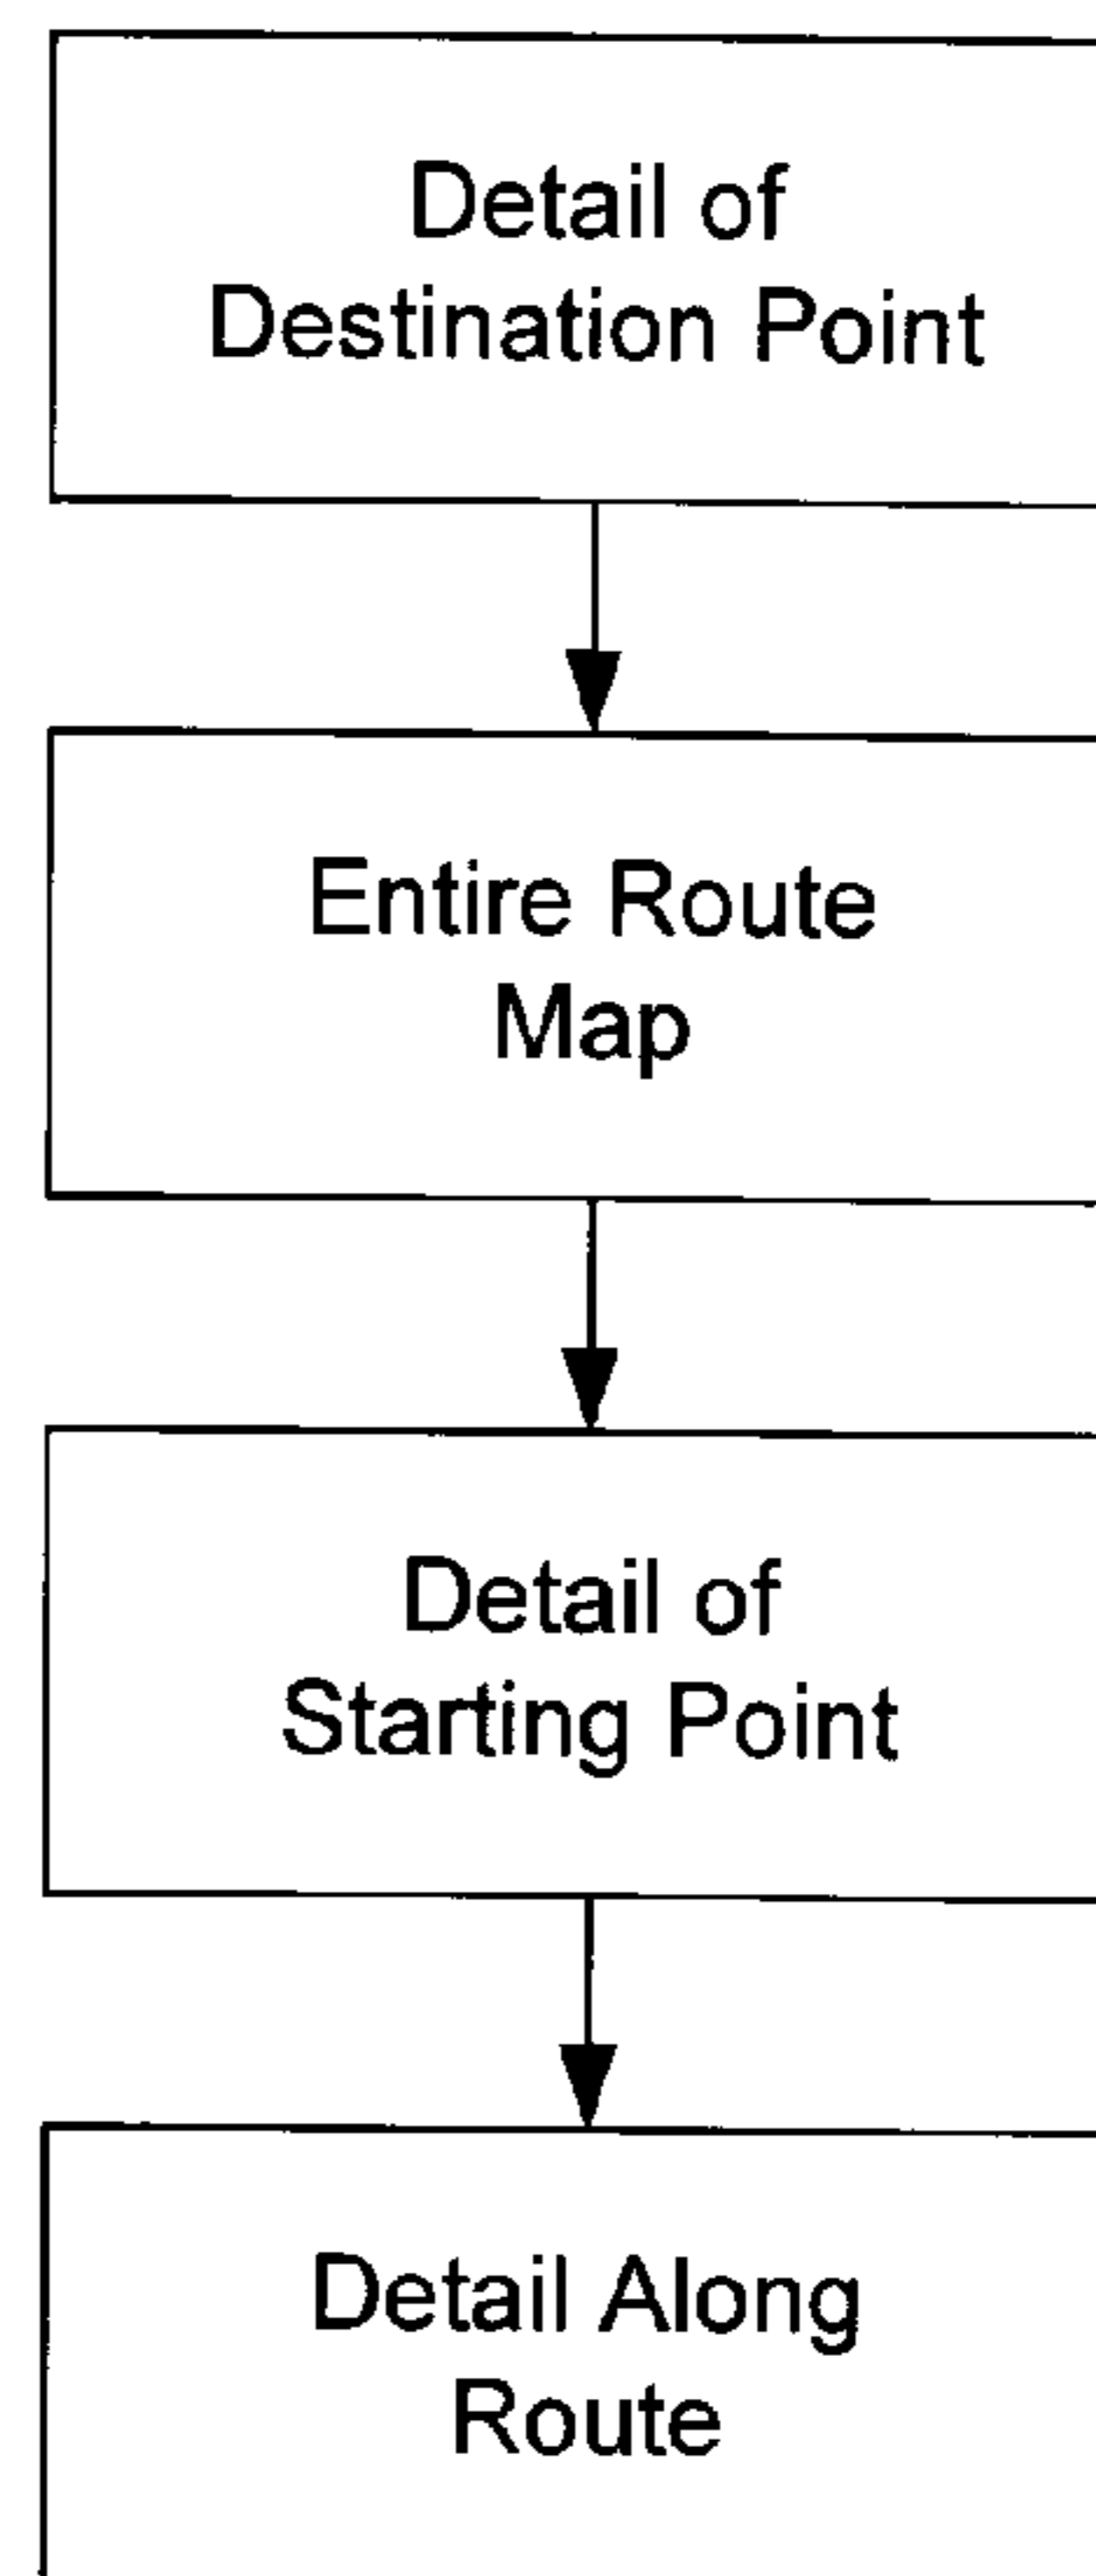 Detail of
Destination Point
Entire Route
Map
Detail of
Starting Point
Detail Along
Route